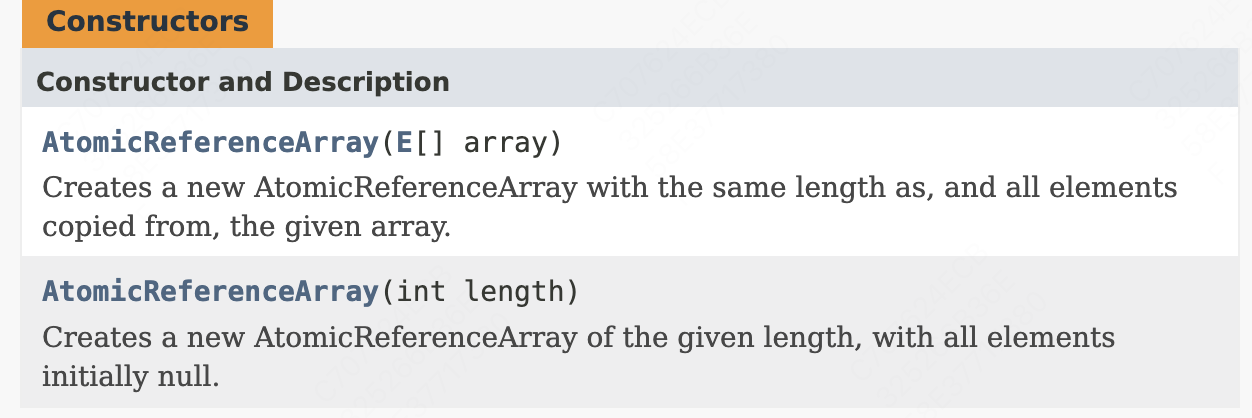 Constructors
Constructor and Description
AtomicReferenceArray(E[] array)
Creates a new AtomicReferenceArray with the same length as, and all elements
copied from, the given array.
AtomicReferenceArray(int length)
Creates a new AtomicReferenceArray of the given length, with all elements
initially null.